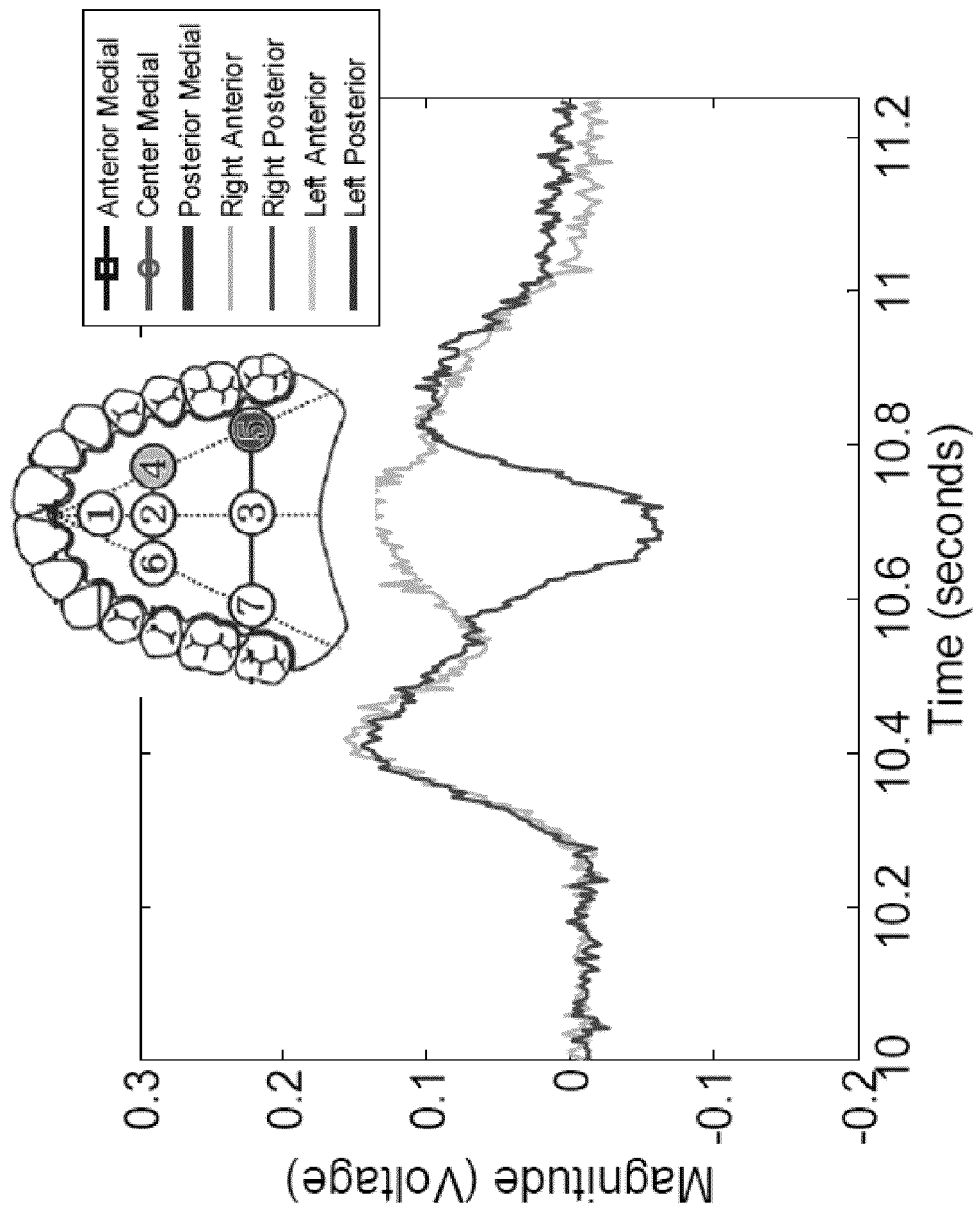 Anterior Medial
Center Medial
Posterior Medial
Right Anterior
Right Posterior
Left Anterior
Left Posterior
1
6 2 4
7 3 5
Magnitude (Voltage)
0.3
0.2
0.1
0
-0.1
-0.2
10 10.2 10.4 10.6 10.8 11 11.2
Time (seconds)